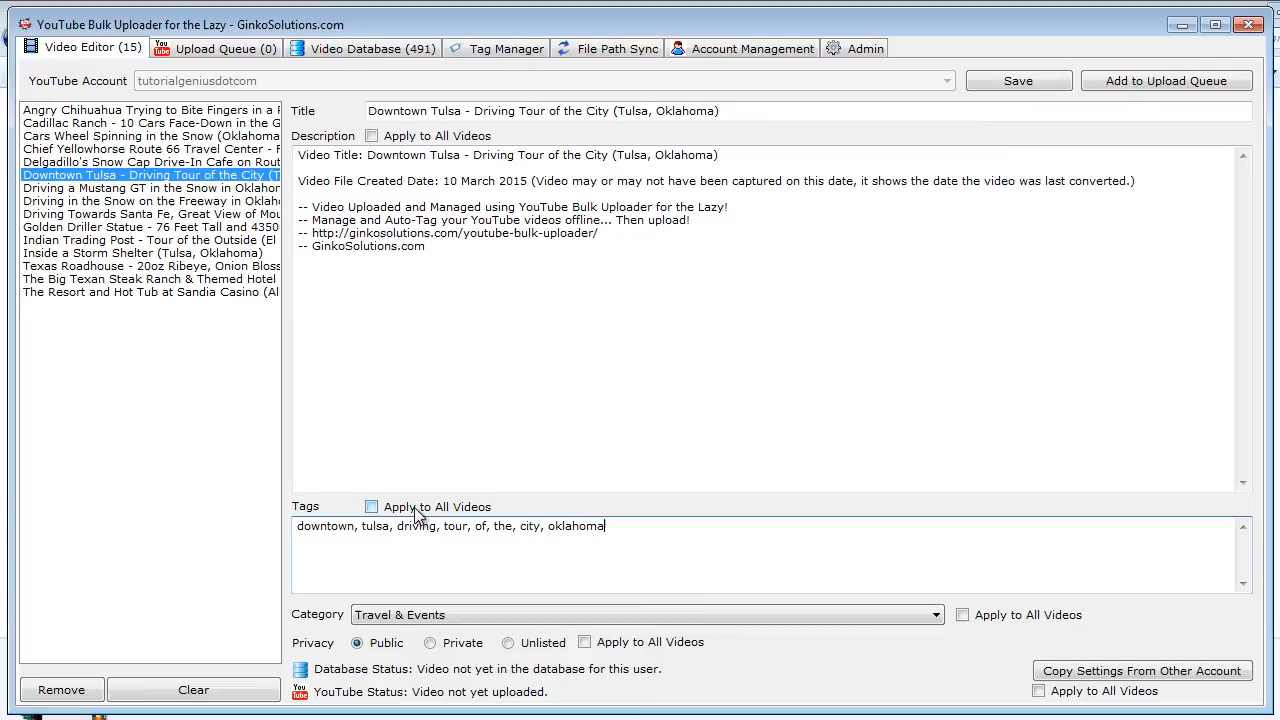 YouTube Bulk Uploader for the Lazy - GinkoSolutions.com
Video Editor (15)
You Tube
Upload Queue (0)
Video Database (491)
Tag Manager
File Path Sync
Account Management
Admin
YouTube Account
tutorialgeniusdotcom
Save
Add to Upload Queue
Angry Chihuahua Trying to Bite Fingers in a
Cadillac Ranch - 10 Cars Face-Down in the G
Cars Wheel Spinning in the Snow (Oklahoma
Chief Yellowhorse Route 66 Travel Center -
Delgadillo's Snow Cap Drive-In Cafe on Rout
Downtown Tulsa - Driving Tour of the City (T
Driving a Mustang GT in the Snow in Oklahor
Driving in the Snow on the Freeway in Oklaho
Driving Towards Santa Fe, Great View of Mou
Golden Driller Statue - 76 Feet Tall and 4350
Indian Trading Post - Tour of the Outside (El
Inside a Storm Shelter (Tulsa, Oklahoma)
Texas Roadhouse - 20oz Ribeye, Onion Bloss
The Big Texan Steak Ranch & Themed Hotel
The Resort and Hot Tub at Sandia Casino (Al
Remove
Clear
Title
Downtown Tulsa - Driving Tour of the City (Tulsa, Oklahoma)
Description
Apply to All Videos
Video Title: Downtown Tulsa - Driving Tour of the City (Tulsa, Oklahoma)
Video File Created Date: 10 March 2015 (Video may or may not have been captured on this date, it shows the date the video was last converted.)
-- Video Uploaded and Managed using YouTube Bulk Uploader for the Lazy!
-- Manage and Auto-Tag your YouTube videos offline... Then upload!
-- http://ginkosolutions.com/youtube-bulk-uploader/
-- GinkoSolutions.com
Tags
Apply to All Videos
downtown, tulsa, driving, tour, of, the, city, oklahoma
Category
Travel & Events
Apply to All Videos
Privacy
Public
Private
Unlisted
Apply to All Videos
Database Status: Video not yet in the database for this user.
You Tube
YouTube Status: Video not yet uploaded.
Copy Settings From Other Account
Apply to All Videos